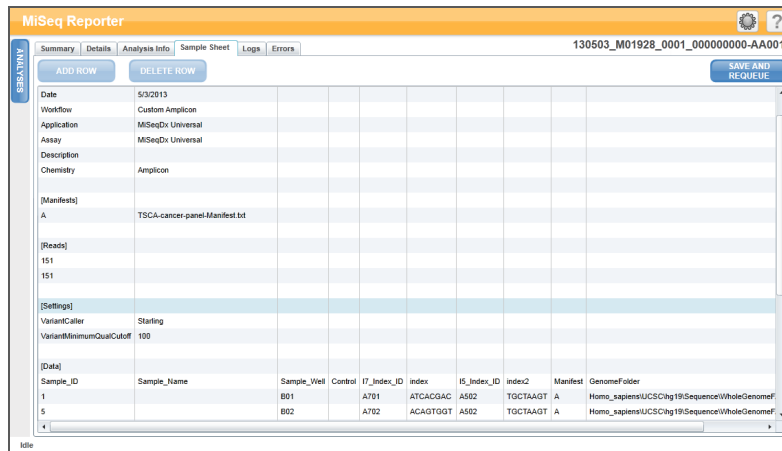 MiSeq Reporter
?
ANALYSES
Summary Details Analysis Info Sample Sheet Logs Errors 130503_M01928_0001_000000000-AA001
ADD ROW DELETE ROW SAVE AND
REQUEUE
Date 5/3/2013
Workflow Custom Amplicon
Application MiSeqDx Universal
Assay MiSeqDx Universal
Description
Chemistry Amplicon
[Manifests]
A TSCA-cancer-panel-Manifest.txt
[Reads]
151
151
[Settings]
VariantCaller Starling
VariantMinimumQualCutoff 100
[Data]
Sample_ID Sample_Name Sample_Well Control I7_Index_ID index I5_Index_ID index2 Manifest GenomeFolder
1 B01 A701 ATCACGAC A502 TGCTAAGT A Homo_sapiens\UCSC\hg19\Sequence\WholeGenomeF
5 B02 A702 ACAGTGGT A502 TGCTAAGT A Homo_sapiens\UCSC\hg19\Sequence\WholeGenomeF
Idle